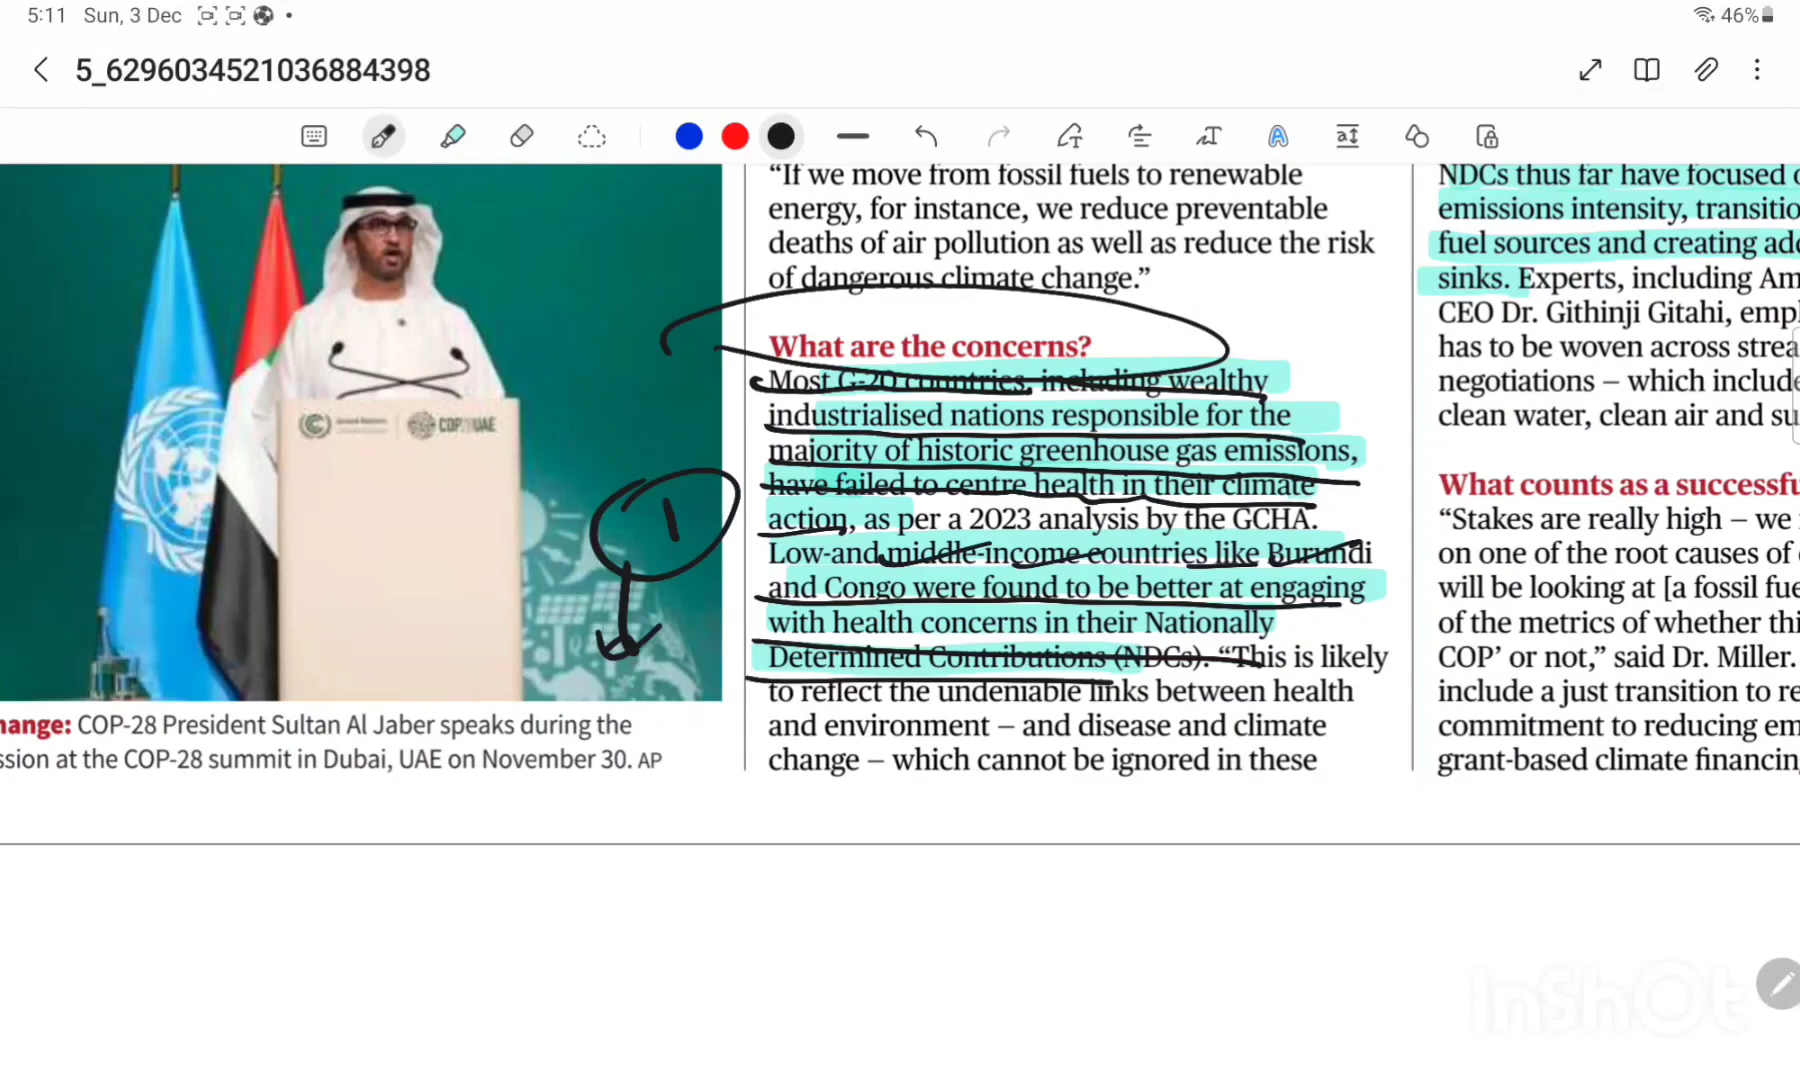 5:11 Sun, 3 Dec
46%
5_6296034521036884398
COP28UAE
hange: COP-28 President Sultan Al Jaber speaks during the
ssion at the COP-28 summit in Dubai, UAE on November 30. AP
“If we move from fossil fuels to renewable
energy, for instance, we reduce preventable
deaths of air pollution as well as reduce the risk
of dangerous climate change.”
What are the concerns?
Most G-20 countries, including wealthy
industrialised nations responsible for the
majority of historic greenhouse gas emissions,
have failed to centre health in their climate
action, as per a 2023 analysis by the GCHA.
Low-and middle-income countries like Burundi
and Congo were found to be better at engaging
with health concerns in their Nationally
Determined Contributions (NDCs). “This is likely
to reflect the undeniable links between health
and environment – and disease and climate
change – which cannot be ignored in these
1
NDCs thus far have focused o
emissions intensity, transitio
fuel sources and creating add
sinks. Experts, including Am
CEO Dr. Githinji Gitahi, empl
has to be woven across strea
negotiations – which include
clean water, clean air and su
What counts as a successfu
“Stakes are really high – we
on one of the root causes of
will be looking at [a fossil fue
of the metrics of whether thi
COP’ or not,” said Dr. Miller.
include a just transition to re
commitment to reducing em
grant-based climate financing
InShOt